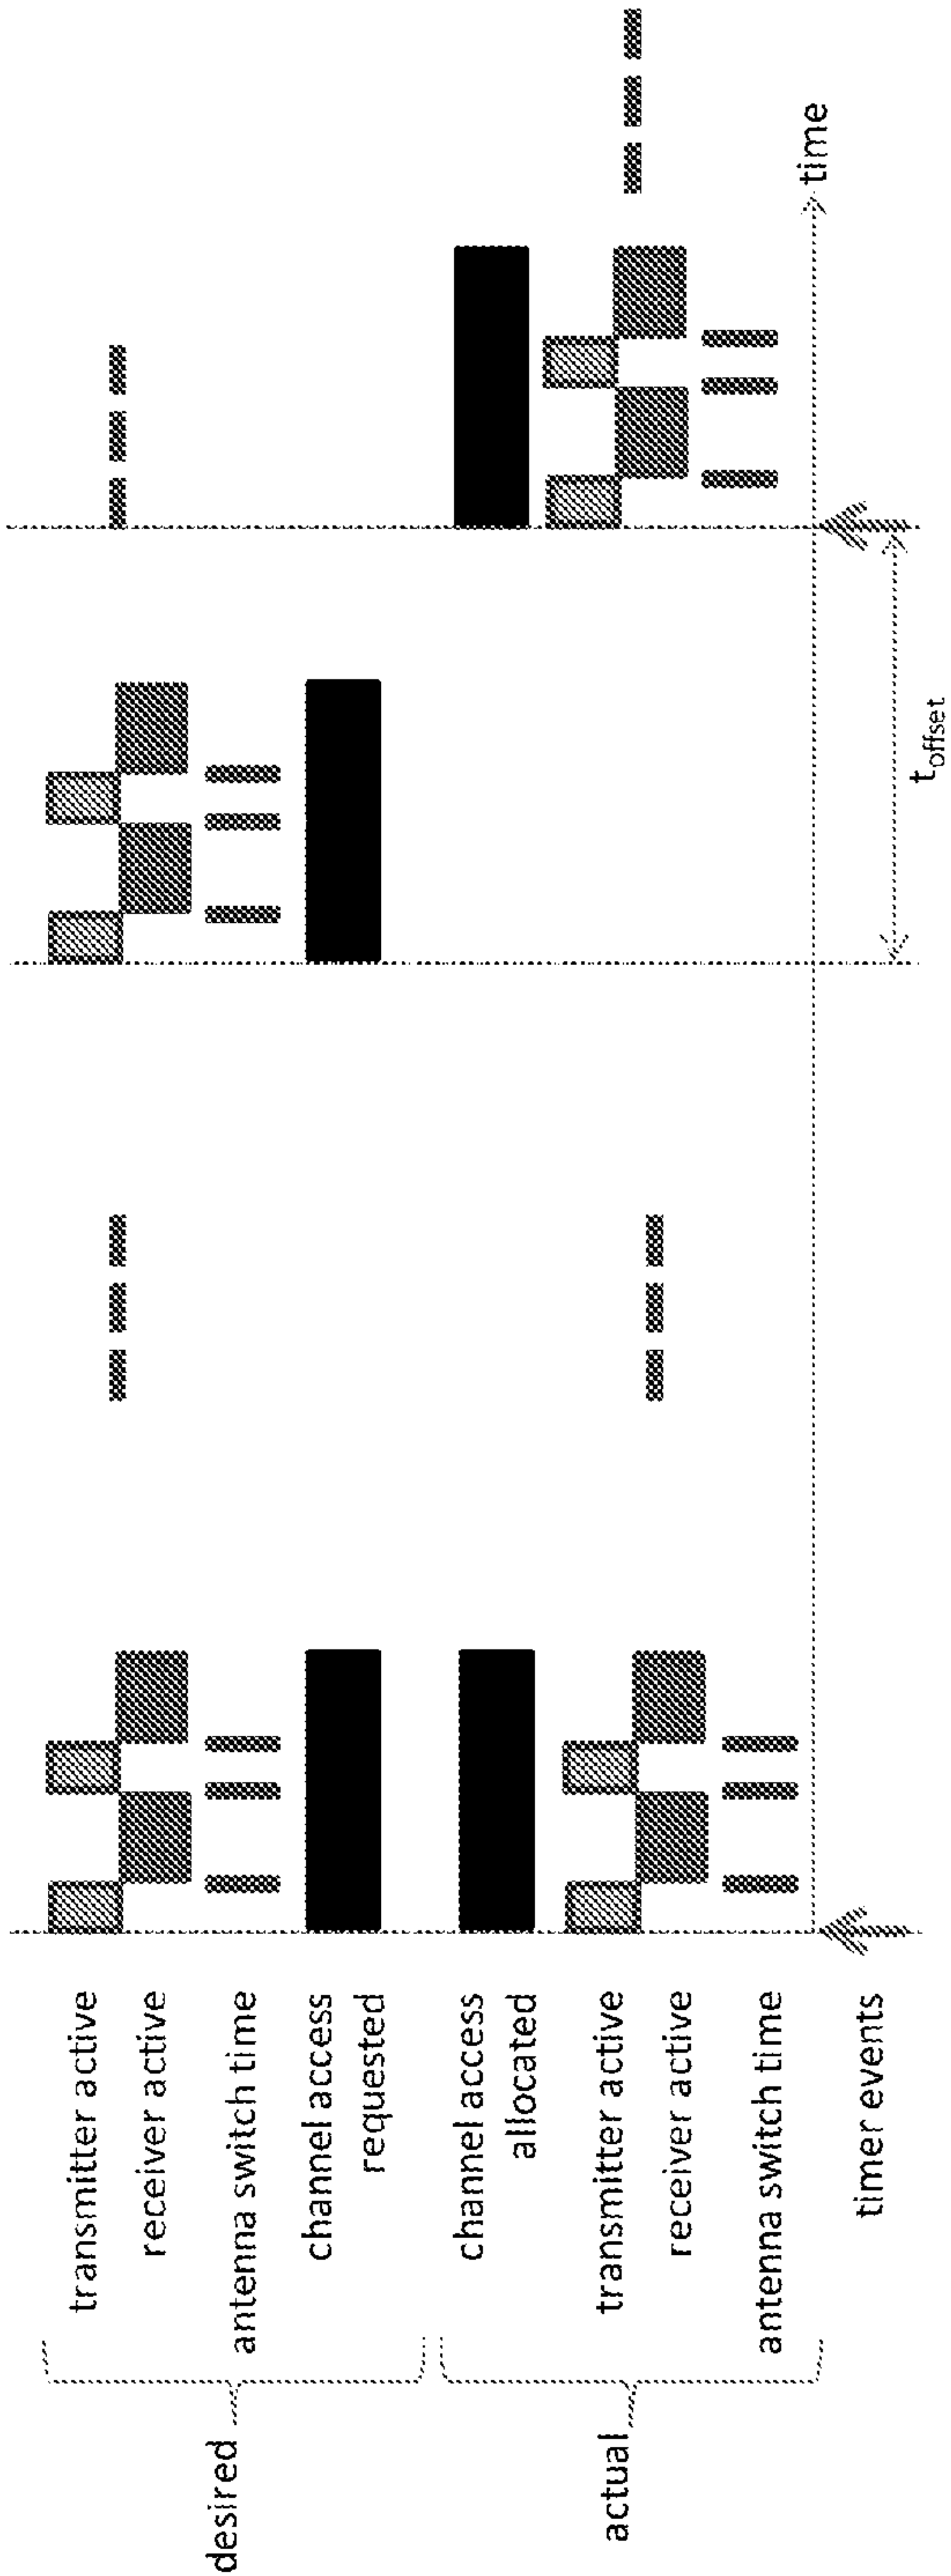 desired
transmitter active
receiver active
antenna switch time
channel access
requested
actual
channel access
allocated
transmitter active
receiver active
antenna switch time
time
timer events
toffset